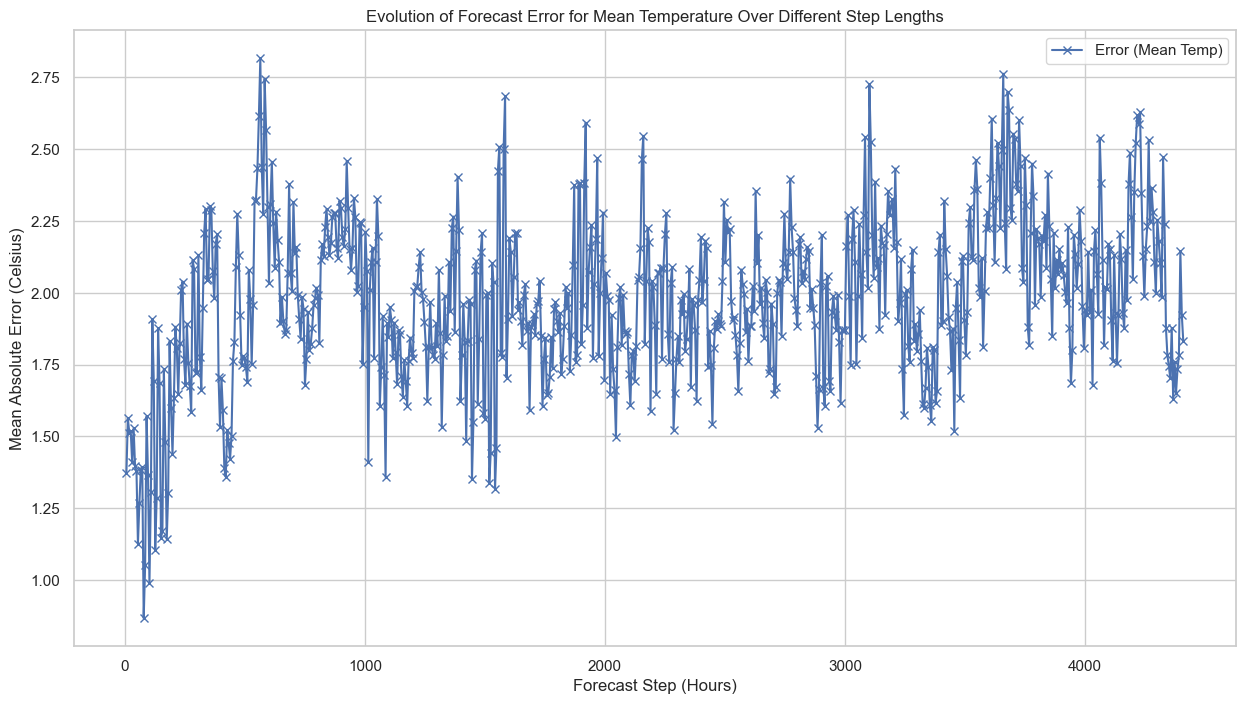 Evolution of Forecast Error for Mean Temperature Over Different Step Lengths
Error (Mean Temp)
Mean Absolute Error (Celsius)
2.75
2.50
2.25
2.00
1.75
1.50
1.25
1.00
0 1000 2000 3000 4000
Forecast Step (Hours)